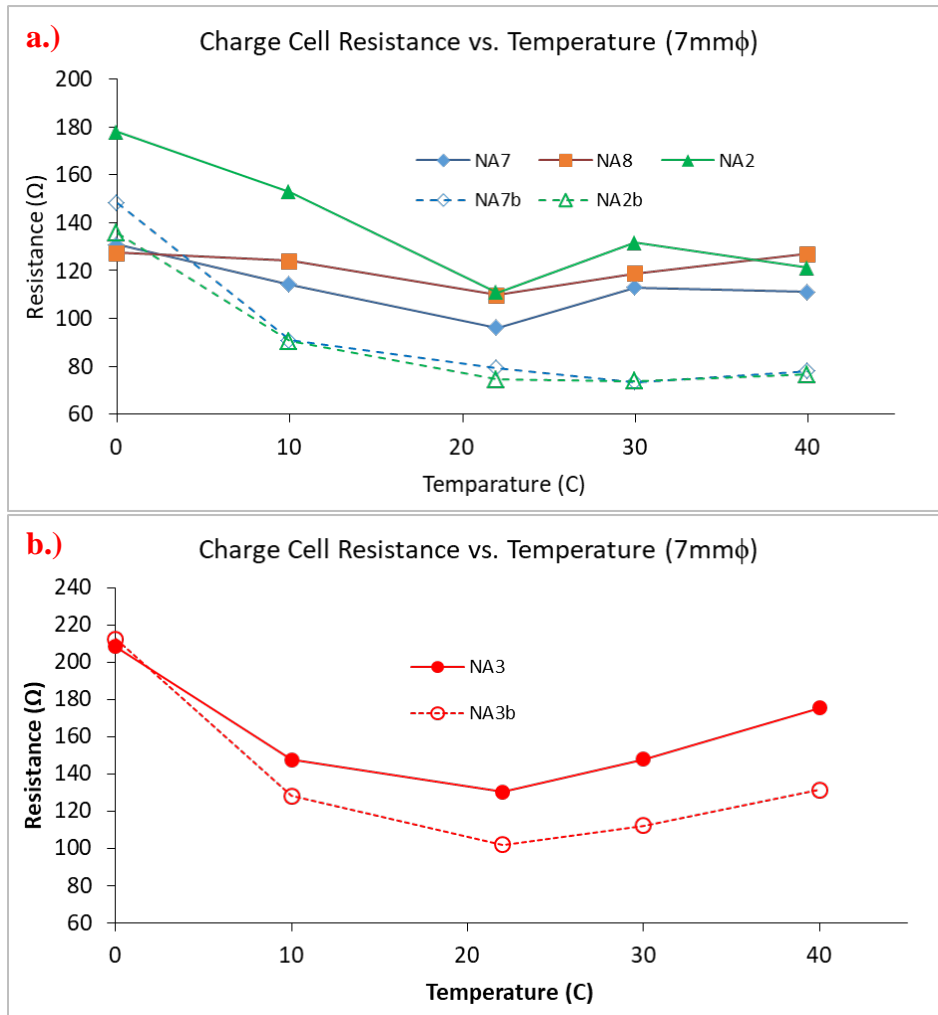 a.)
Charge Cell Resistance vs. Temperature (7mmϕ)
200
180
160
140
120
100
80
60
Resistance (Ω)
NA7 NA8 NA2
NA7b NA2b
0 10 20 30 40
Temparature (C)
b.)
Charge Cell Resistance vs. Temperature (7mmϕ)
240
220
200
180
160
140
120
100
80
60
Resistance (Ω)
NA3
NA3b
0 10 20 30 40
Temperature (C)